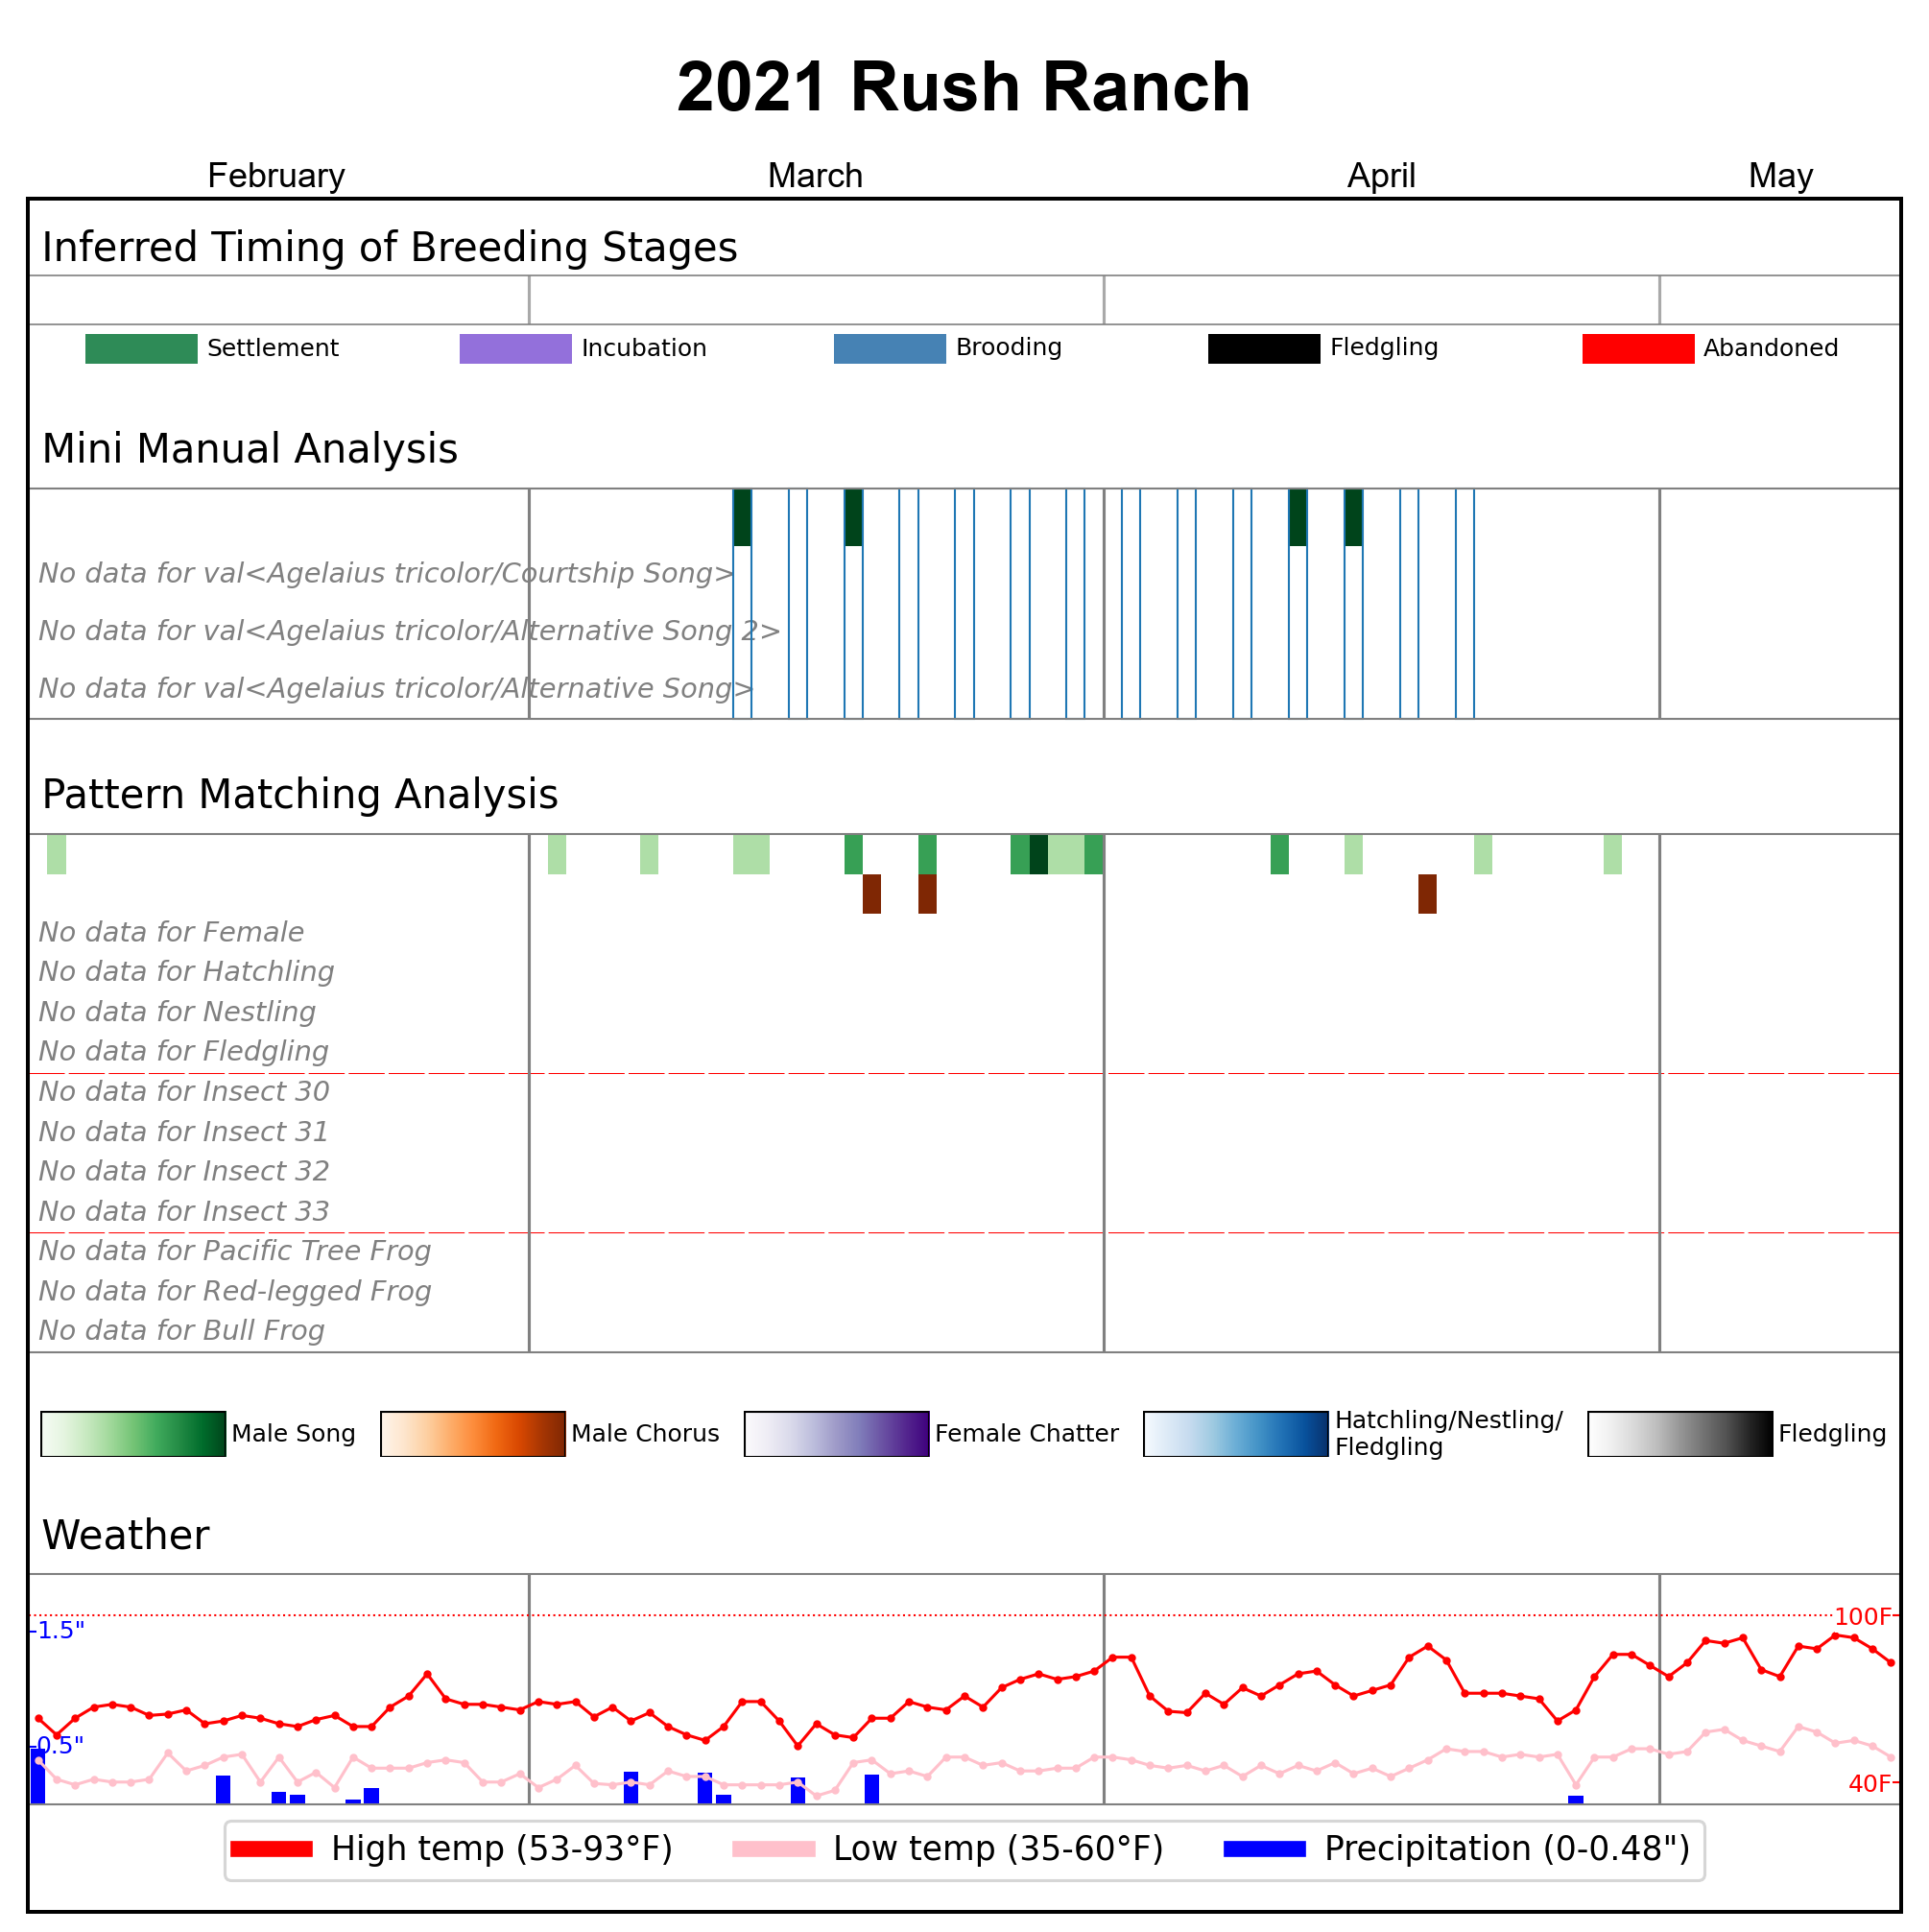 2021 Rush Ranch
February March April May
Inferred Timing of Breeding Stages
Settlement Incubation Brooding Fledgling Abandoned
Mini Manual Analysis
No data for val<Agelaius tricolor/Courtship Song>
No data for val<Agelaius tricolor/Alternative Song 2>
No data for val<Agelaius tricolor/Alternative Song>
Pattern Matching Analysis
No data for Female
No data for Hatchling
No data for Nestling
No data for Fledgling
No data for Insect 30
No data for Insect 31
No data for Insect 32
No data for Insect 33
No data for Pacific Tree Frog
No data for Red-legged Frog
No data for Bull Frog
Male Song Male Chorus Female Chatter Hatchling/Nestling/
Fledgling Fledgling
Weather
100F
1.5"
0.5"
40F
High temp (53-93°F) Low temp (35-60°F) Precipitation (0-0.48")